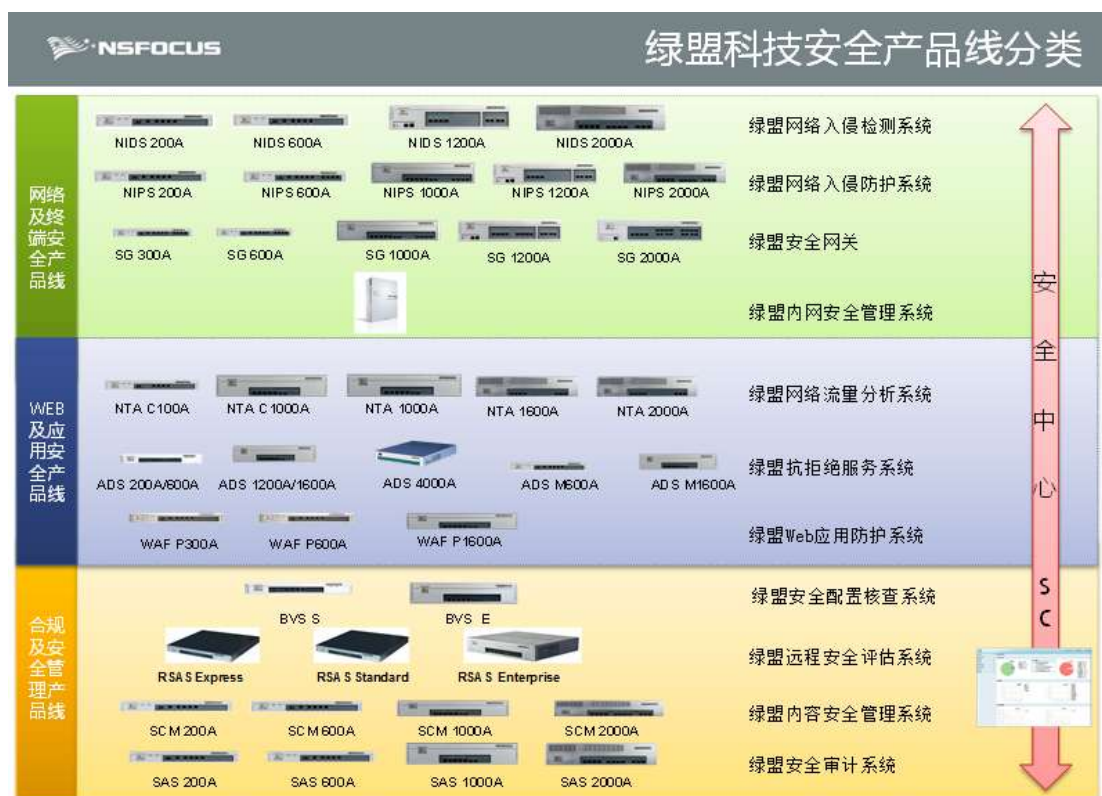 NSFOCUS
绿盟科技安全产品线分类
网络
及终
端安
全产
品线
NIDS 200A NIDS 600A NIDS 1200A NIDS 2000A 绿盟网络入侵检测系统
NIPS 200A NIPS 600A NIPS 1000A NIPS 1200A NIPS 2000A 绿盟网络入侵防护系统
SG 300A SG 600A SG 1000A SG 1200A SG 2000A 绿盟安全网关
绿盟内网安全管理系统
WEB
及应
用安
全产
品线
NTA C100A NTA C1000A NTA 1000A NTA 1600A NTA 2000A 绿盟网络流量分析系统
ADS 200A/600A ADS 1200A/1600A ADS 4000A ADS M600A ADS M1600A 绿盟抗拒绝服务系统
WAF P300A WAF P600A WAF P1600A 绿盟Web应用防护系统
合规
及安
全管
理产
品线
BVS S BVS E 绿盟安全配置核查系统
RSAS Express RSAS Standard RSAS Enterprise 绿盟远程安全评估系统
SCM 200A SCM 600A SCM 1000A SCM 2000A 绿盟内容安全管理系统
SAS 200A SAS 600A SAS 1000A SAS 2000A 绿盟安全审计系统
安
全
中
心
S
C